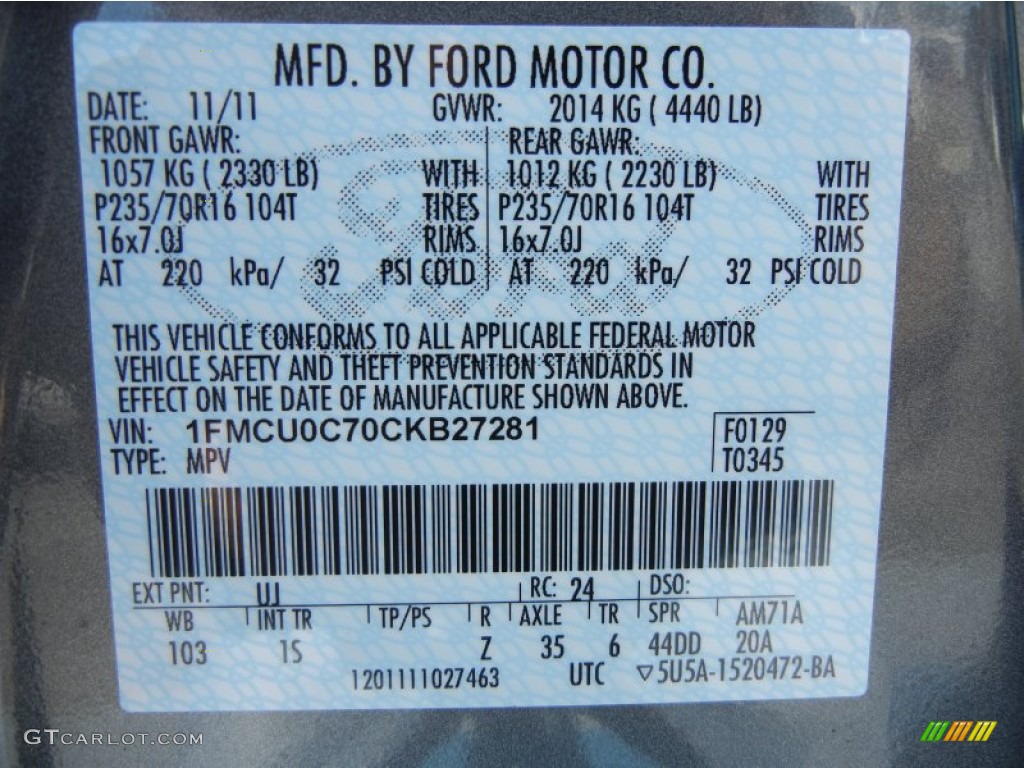 MFD. BY FORD MOTOR CO.
DATE: 11/11 GVWR: 2014 KG ( 4440 LB)
FRONT GAWR: REAR GAWR:
1057 KG ( 2330 LB) WITH 1012 KG ( 2230 LB) WITH
P235/70R16 104T TIRES P235/70R16 104T TIRES
16x7.0J RIMS 16x7.0J RIMS
AT 220 kPa/ 32 PSI COLD AT 220 kPa/ 32 PSI COLD
Ford
THIS VEHICLE CONFORMS TO ALL APPLICABLE FEDERAL MOTOR
VEHICLE SAFETY AND THEFT PREVENTION STANDARDS IN
EFFECT ON THE DATE OF MANUFACTURE SHOWN ABOVE.
VIN: 1FMCU0C70CKB27281 F0129
TYPE: MPV T0345
EXT PNT: UJ RC: 24 DSO:
WB INT TR TP/PS R AXLE TR SPR AM71A
103 1S Z 35 6 44DD 20A
1201111027463 UTC ▽5U5A-1520472-BA
GTCARLOT.COM